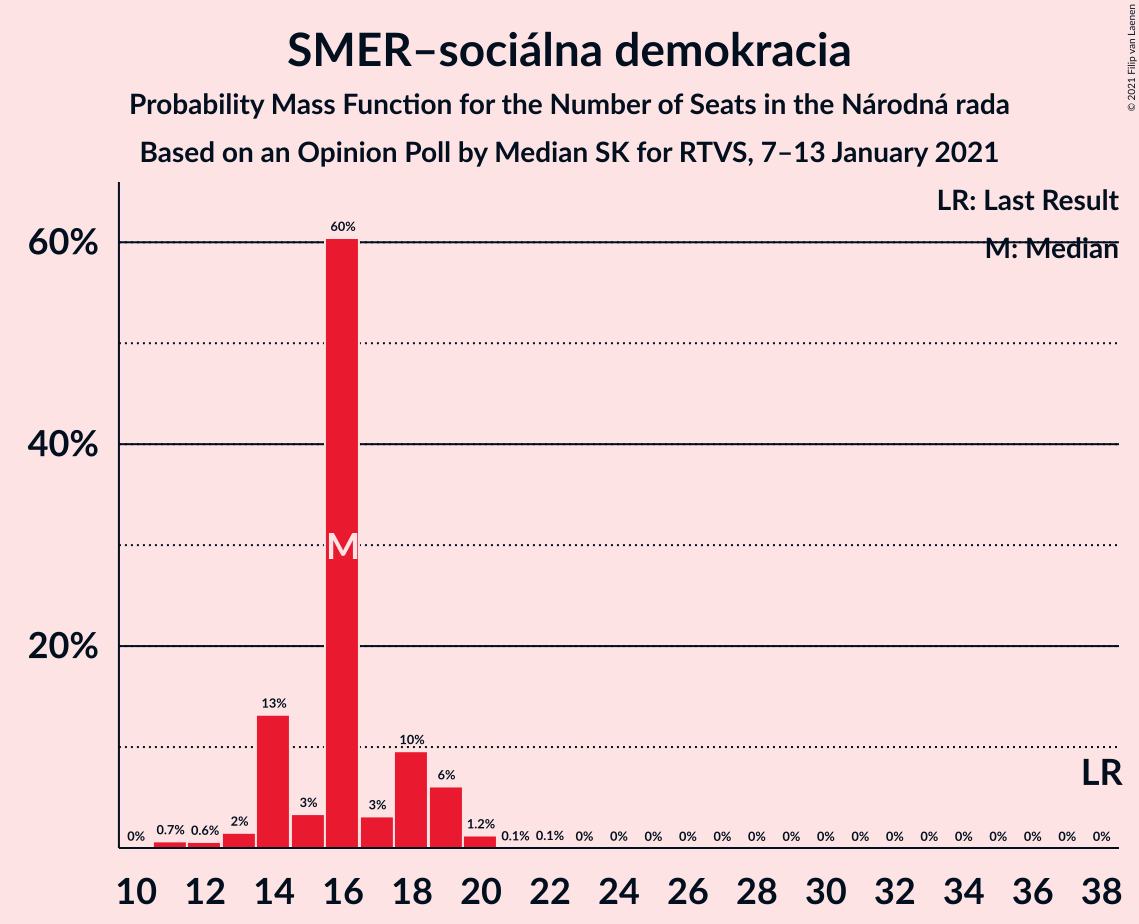 SMER–sociálna demokracia
Probability Mass Function for the Number of Seats in the Národná rada
Based on an Opinion Poll by Median SK for RTVS, 7–13 January 2021
© 2021 Filip van Laenen
LR: Last Result
M: Median
60%
40%
20%
0% 0.7% 0.6% 2% 13% 3% 60% 3% 10% 6% 1.2% 0.1% 0.1% 0% 0% 0% 0% 0% 0% 0% 0% 0% 0% 0% 0% 0% 0% 0% 0%
M
LR
10 12 14 16 18 20 22 24 26 28 30 32 34 36 38